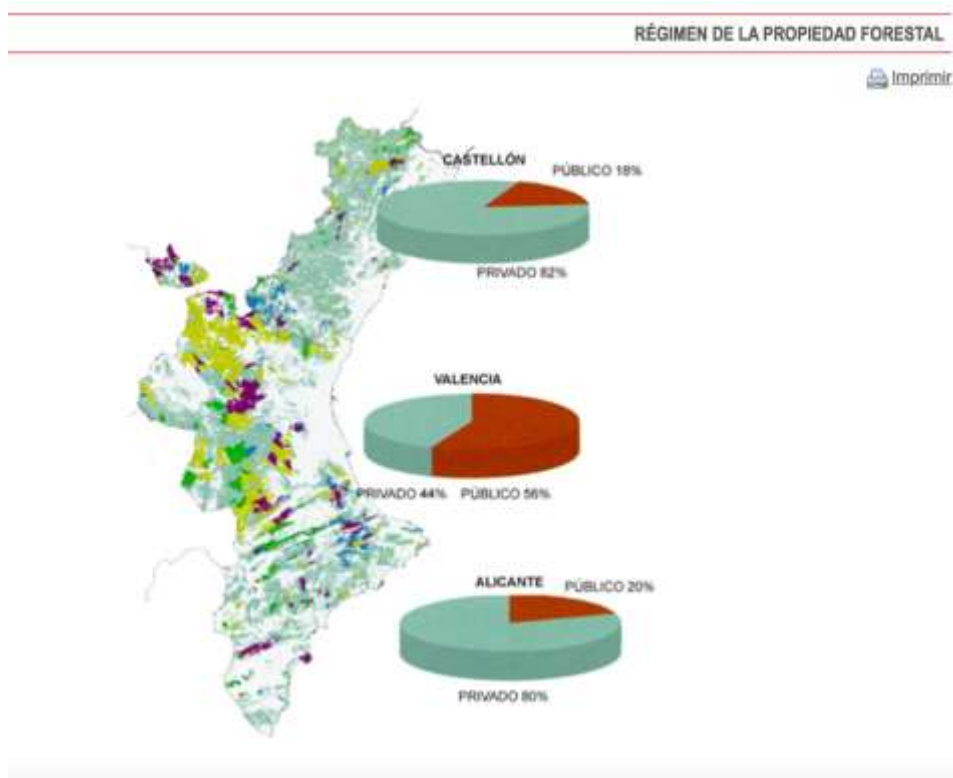 RÉGIMEN DE LA PROPIEDAD FORESTAL
Imprimir
CASTELLÓN
PÚBLICO 18%
PRIVADO 82%
VALENCIA
PRIVADO 44% PÚBLICO 56%
ALICANTE
PÚBLICO 20%
PRIVADO 80%